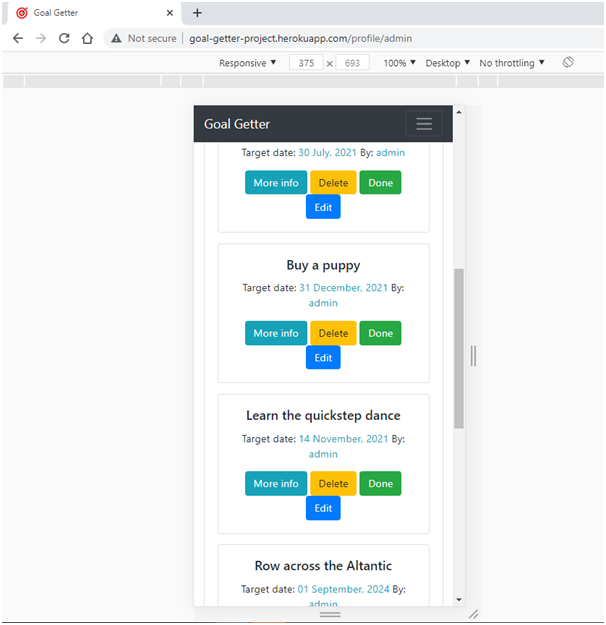 Goal Getter
Not secure | goal-getter-project.herokuapp.com/profile/admin
Responsive 375 x 693 100% Desktop No throttling
Goal Getter
Target date: 30 July, 2021 By: admin
More info Delete Done
Edit
Buy a puppy
Target date: 31 December, 2021 By:
admin
More info Delete Done
Edit
Learn the quickstep dance
Target date: 14 November, 2021 By:
admin
More info Delete Done
Edit
Row across the Altantic
Target date: 01 September, 2024 By:
admin